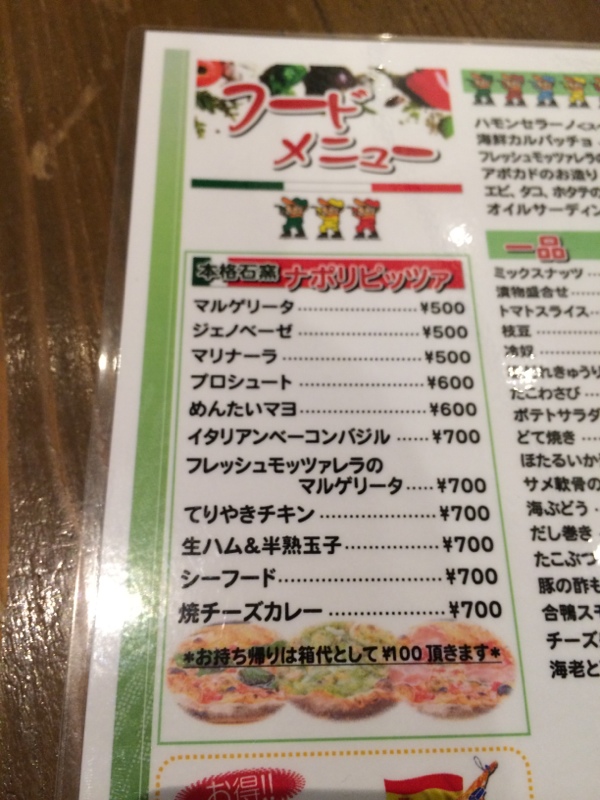 フード
メニュー
本格石窯 ナポリピッツァ
マルゲリータ ¥500
ジェノベーゼ ¥500
マリナーラ ¥500
プロシュート ¥600
めんたいマヨ ¥600
イタリアンベーコンバジル ¥700
フレッシュモッツァレラの
マルゲリータ ¥700
てりやきチキン ¥700
生ハム&半熟玉子 ¥700
シーフード ¥700
焼チーズカレー ¥700
*お持ち帰りは箱代として¥100頂きます*
お得!!
ハモンセラーノ
海鮮カルパッチョ
フレッシュモッツァレラの
アボカドのお造り
エビ、タコ、ホタテの
オイルサーディン
一品
ミックスナッツ
漬物盛合せ
トマトスライス
枝豆
冷奴
きゅうり
たこわさび
ポテトサラダ
どて焼き
ほたるいか
サメ軟骨の
海ぶどう
だし巻き
たこぶつ
豚の酢も
合鴨ス
チーズ
海老と